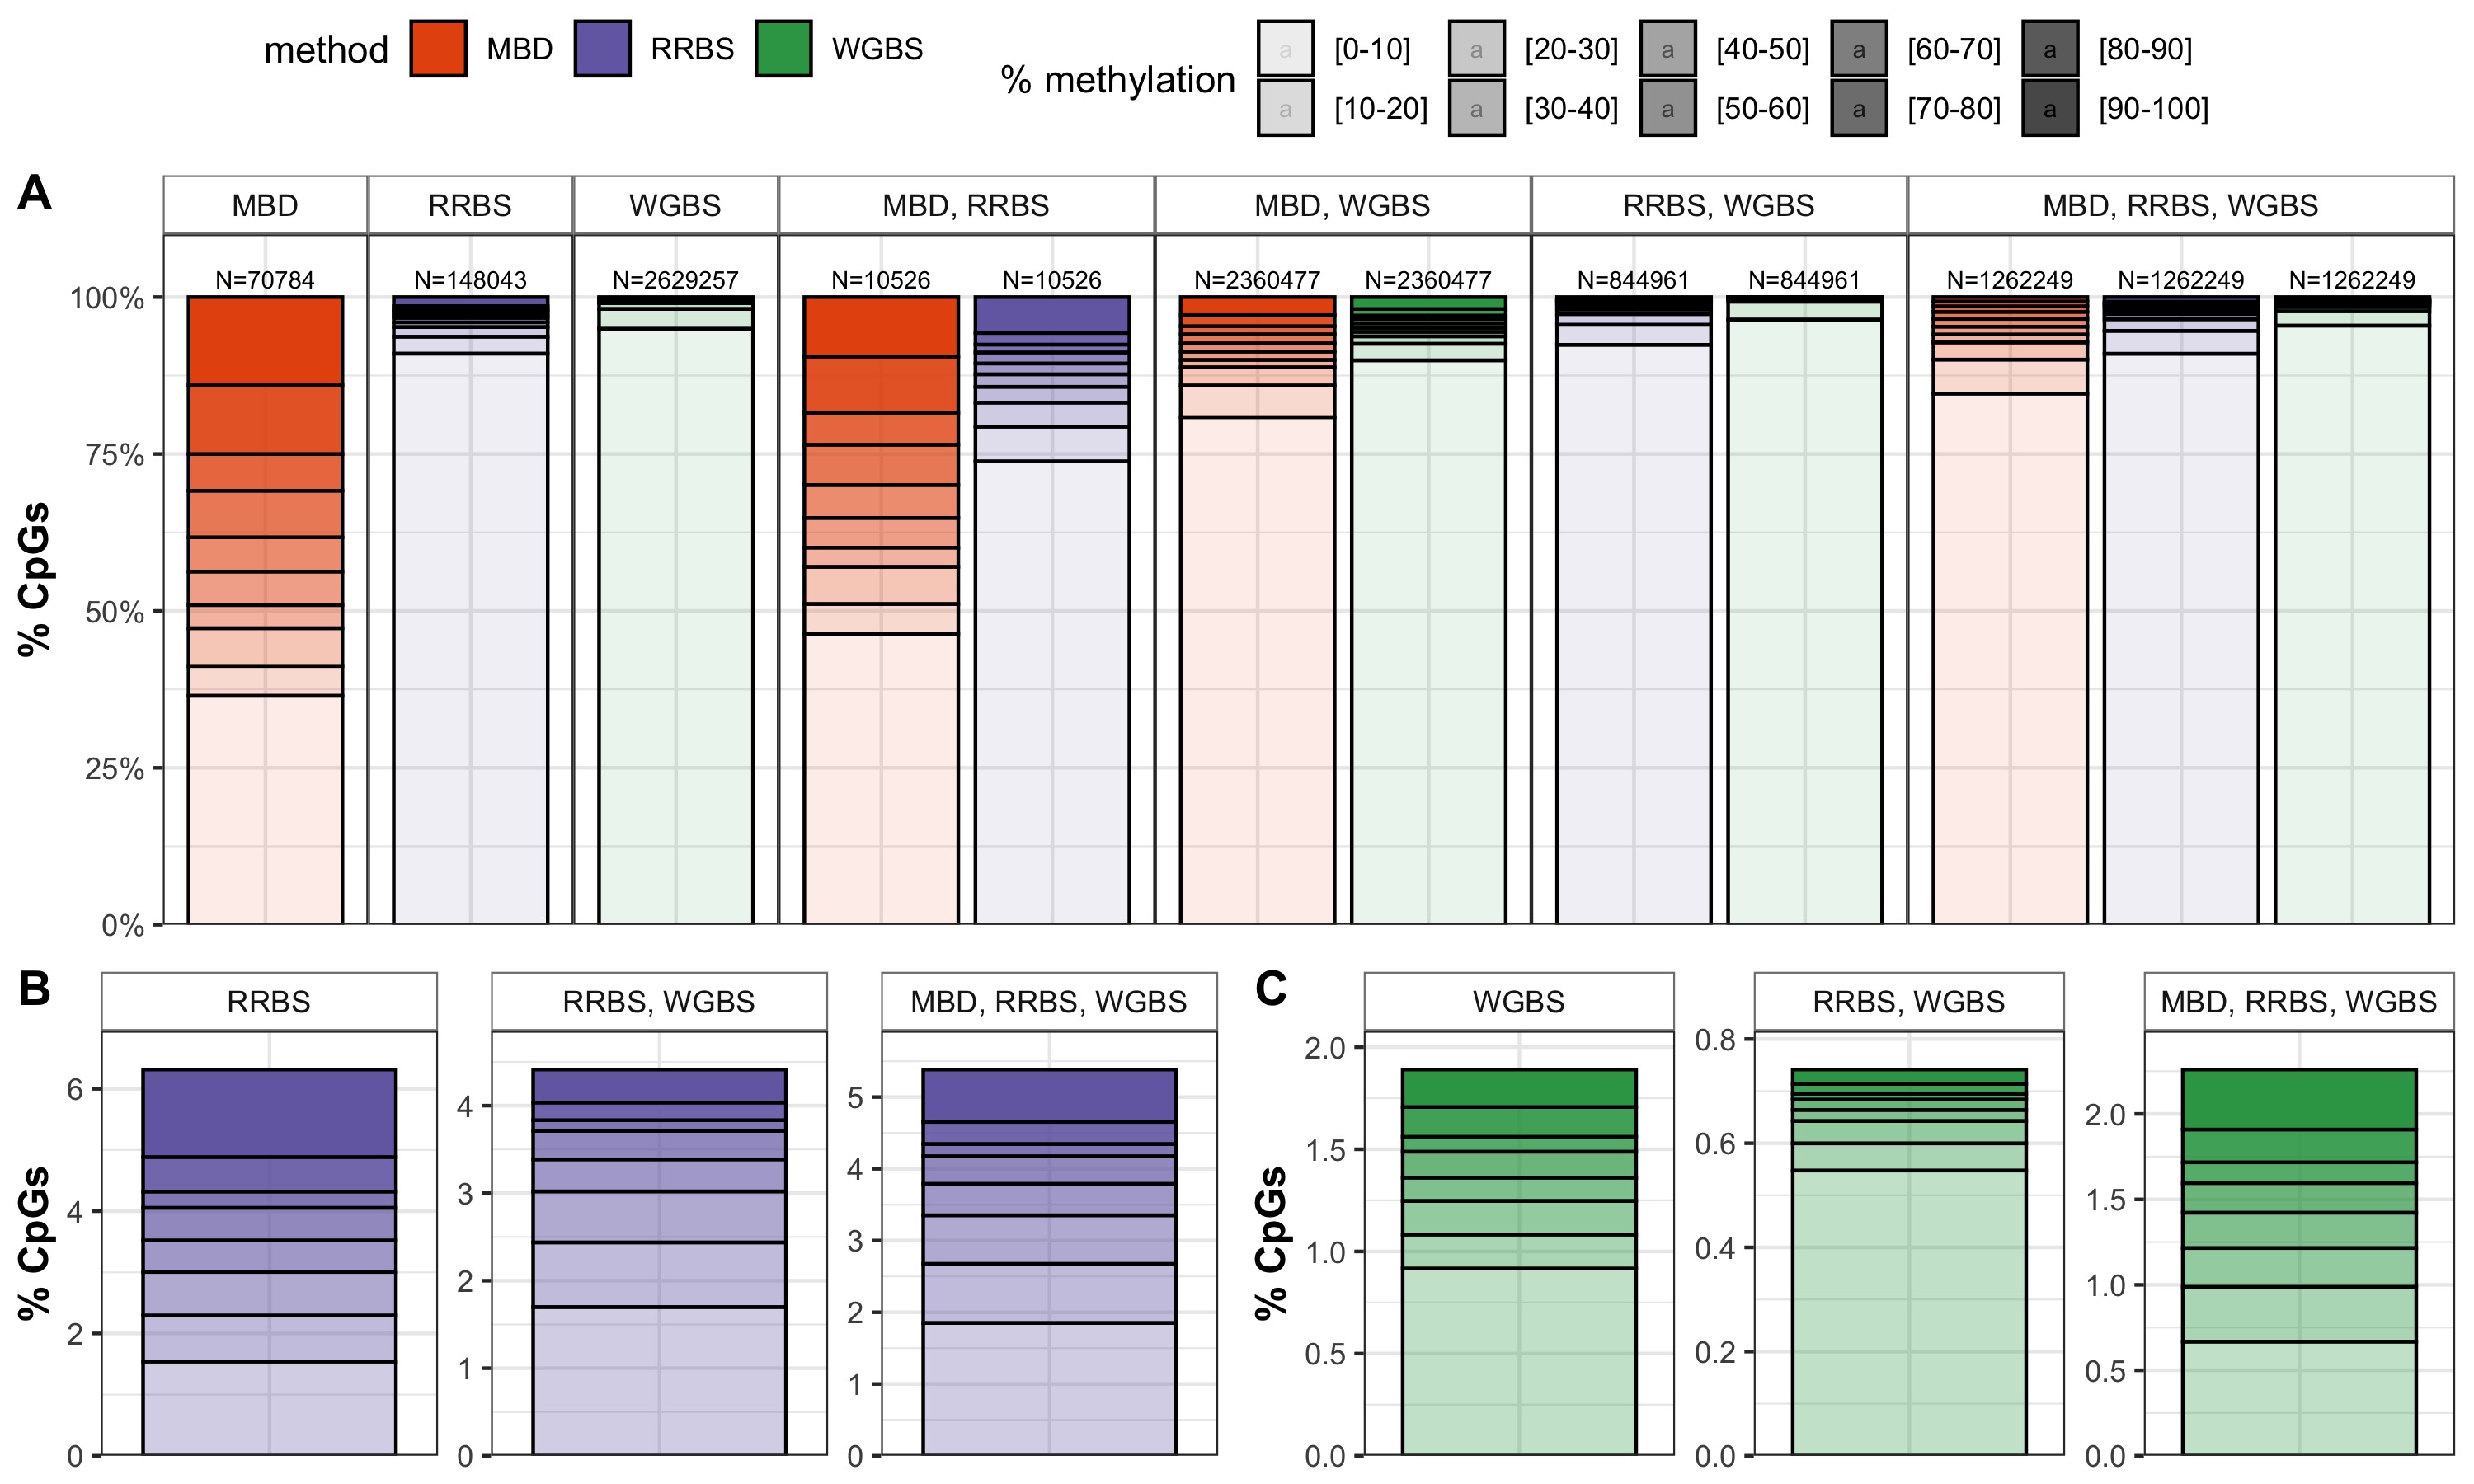 method MBD RRBS WGBS
% methylation
a [0-10] a [20-30] a [40-50] a [60-70] a [80-90]
a [10-20] a [30-40] a [50-60] a [70-80] a [90-100]
A
MBD RRBS WGBS MBD, RRBS MBD, WGBS RRBS, WGBS MBD, RRBS, WGBS
N=70784 N=148043 N=2629257 N=10526 N=10526 N=2360477 N=2360477 N=844961 N=844961 N=1262249 N=1262249 N=1262249
100%
75%
50%
25%
0%
% CpGs
B
RRBS RRBS, WGBS MBD, RRBS, WGBS
% CpGs
6
4
2
0
4
3
2
1
0
5
4
3
2
1
0
C
WGBS RRBS, WGBS MBD, RRBS, WGBS
% CpGs
2.0
1.5
1.0
0.5
0.0
0.8
0.6
0.4
0.2
0.0
2.0
1.5
1.0
0.5
0.0